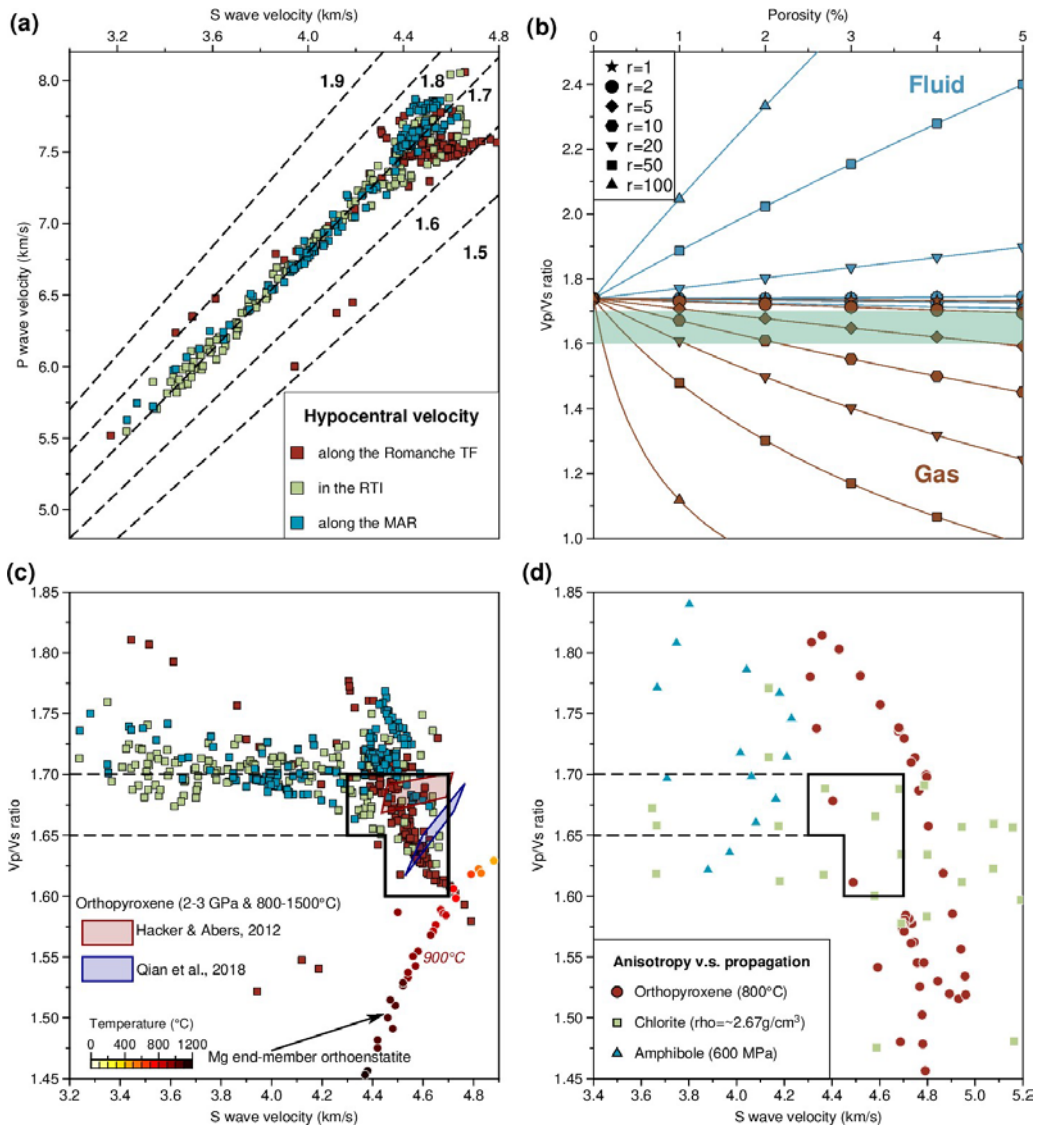 (a)
S wave velocity (km/s)
3.2 3.6 4.0 4.4 4.8
P wave velocity (km/s)
8.0
7.5
7.0
6.5
6.0
5.5
5.0
1.9
1.8
1.7
1.6
1.5
Hypocentral velocity
along the Romanche TF
in the RTI
along the MAR
(b)
Porosity (%)
0 1 2 3 4 5
Vp/Vs ratio
2.4
2.2
2.0
1.8
1.6
1.4
1.2
1.0
r=1
r=2
r=5
r=10
r=20
r=50
r=100
Fluid
Gas
(c)
Vp/Vs ratio
1.85
1.80
1.75
1.70
1.65
1.60
1.55
1.50
1.45
Orthopyroxene (2-3 GPa & 800-1500°C)
Hacker & Abers, 2012
Qian et al., 2018
900°C
Temperature (°C)
0 400 800 1200
Mg end-member orthoenstatite
3.2 3.4 3.6 3.8 4.0 4.2 4.4 4.6 4.8
S wave velocity (km/s)
(d)
Vp/Vs ratio
1.85
1.80
1.75
1.70
1.65
1.60
1.55
1.50
1.45
Anisotropy v.s. propagation
Orthopyroxene (800°C)
Chlorite (rho=~2.67g/cm³)
Amphibole (600 MPa)
3.4 3.6 3.8 4.0 4.2 4.4 4.6 4.8 5.0 5.2
S wave velocity (km/s)